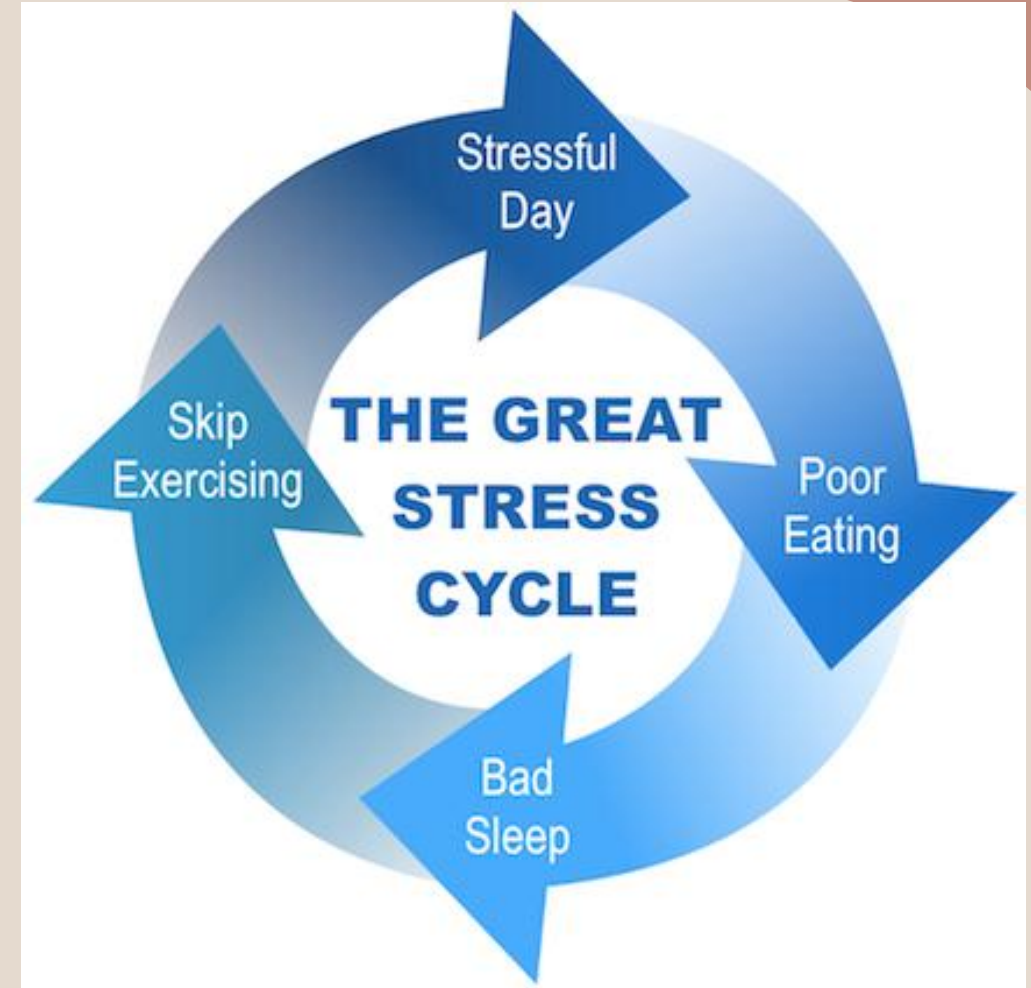 Stressful
Day
THE GREAT
STRESS
CYCLE
Skip
Exercising
Poor
Eating
Bad
Sleep